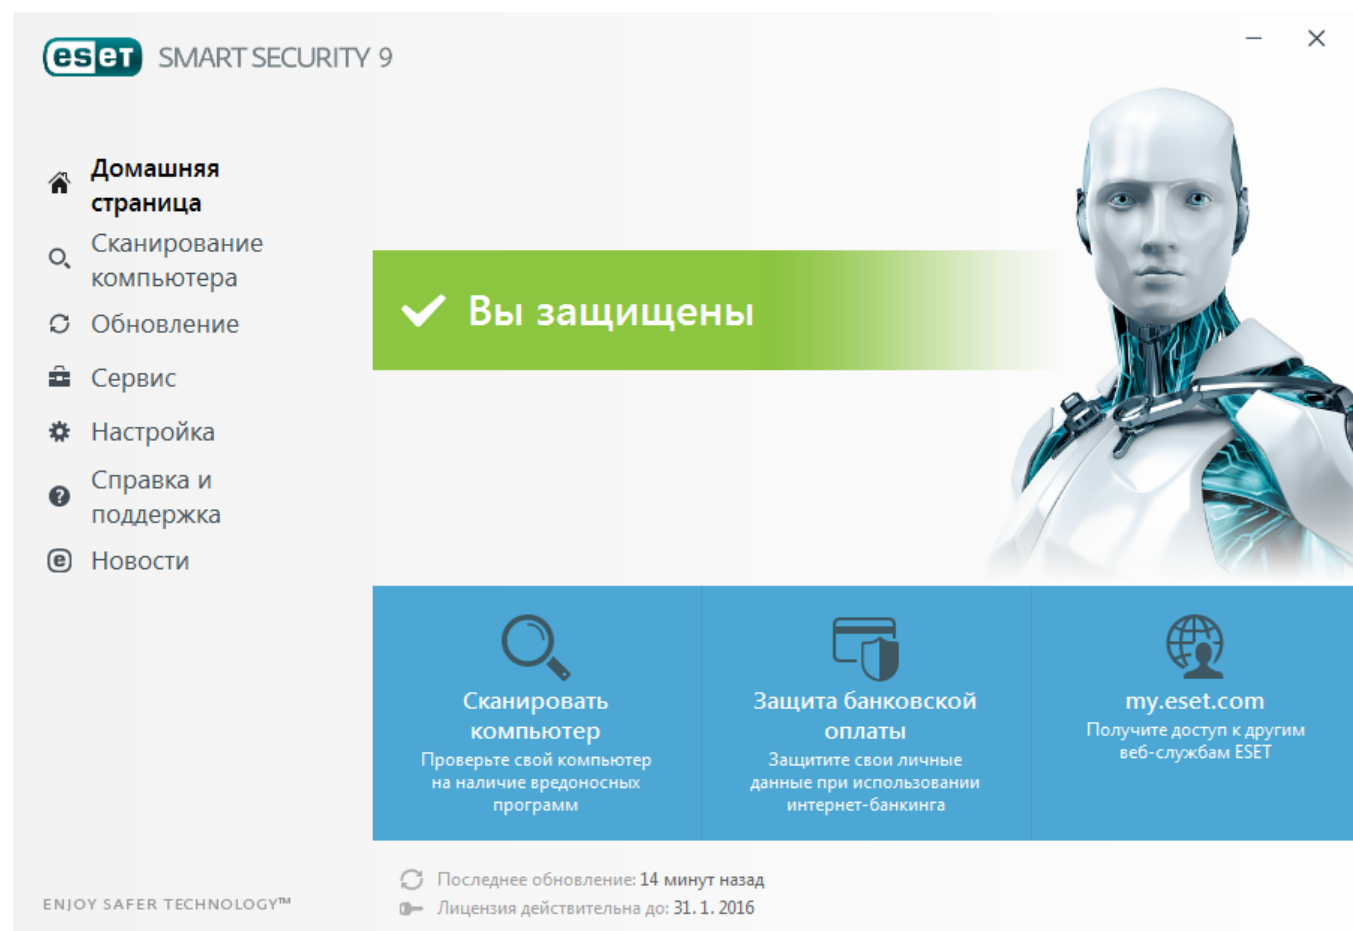 eset SMART SECURITY 9
Домашняя
страница
Сканирование
компьютера
Обновление
Сервис
Настройка
Справка и
поддержка
Новости
Вы защищены
Сканировать
компьютер
Проверьте свой компьютер
на наличие вредоносных
программ
Защита банковской
оплаты
Защитите свои личные
данные при использовании
интернет-банкинга
my.eset.com
Получите доступ к другим
веб-службам ESET
Последнее обновление: 14 минут назад
Лицензия действительна до: 31. 1. 2016
ENJOY SAFER TECHNOLOGY™